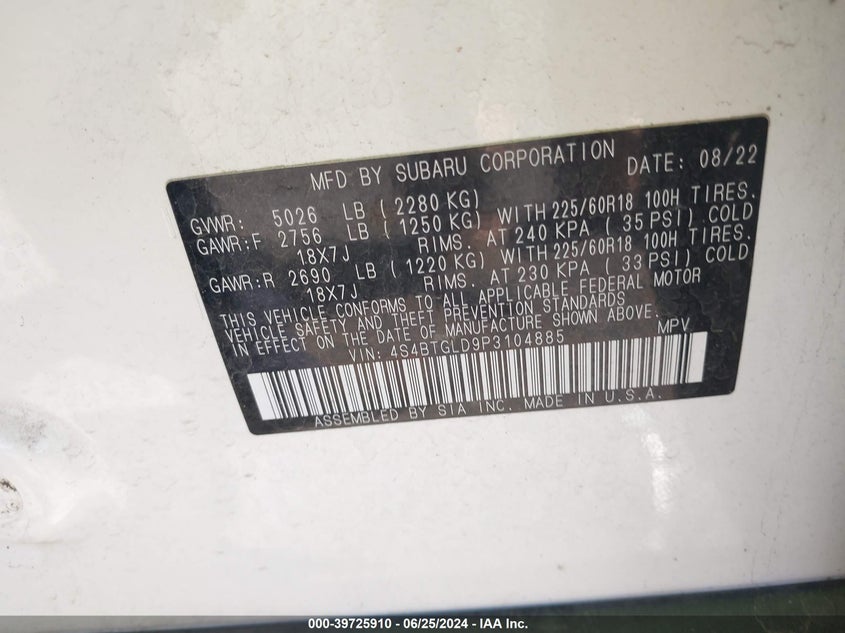 MFD BY SUBARU CORPORATION DATE: 08/22
GVWR: 5026 LB ( 2280 KG)
GAWR:F 2756 LB ( 1250 KG) WITH 225/60R18 100H TIRES.
18X7J RIMS. AT 240 KPA ( 35 PSI) COLD
GAWR:R 2690 LB ( 1220 KG) WITH 225/60R18 100H TIRES.
18X7J RIMS. AT 230 KPA ( 33 PSI) COLD
THIS VEHICLE CONFORMS TO ALL APPLICABLE FEDERAL MOTOR
VEHICLE SAFETY AND THEFT PREVENTION STANDARDS
IN EFFECT ON THE DATE OF MANUFACTURE SHOWN ABOVE.
VIN: 4S4BTGLD9P3104885 MPV
ASSEMBLED BY SIA INC. MADE IN U.S.A.
000-39725910 - 06/25/2024 - IAA Inc.